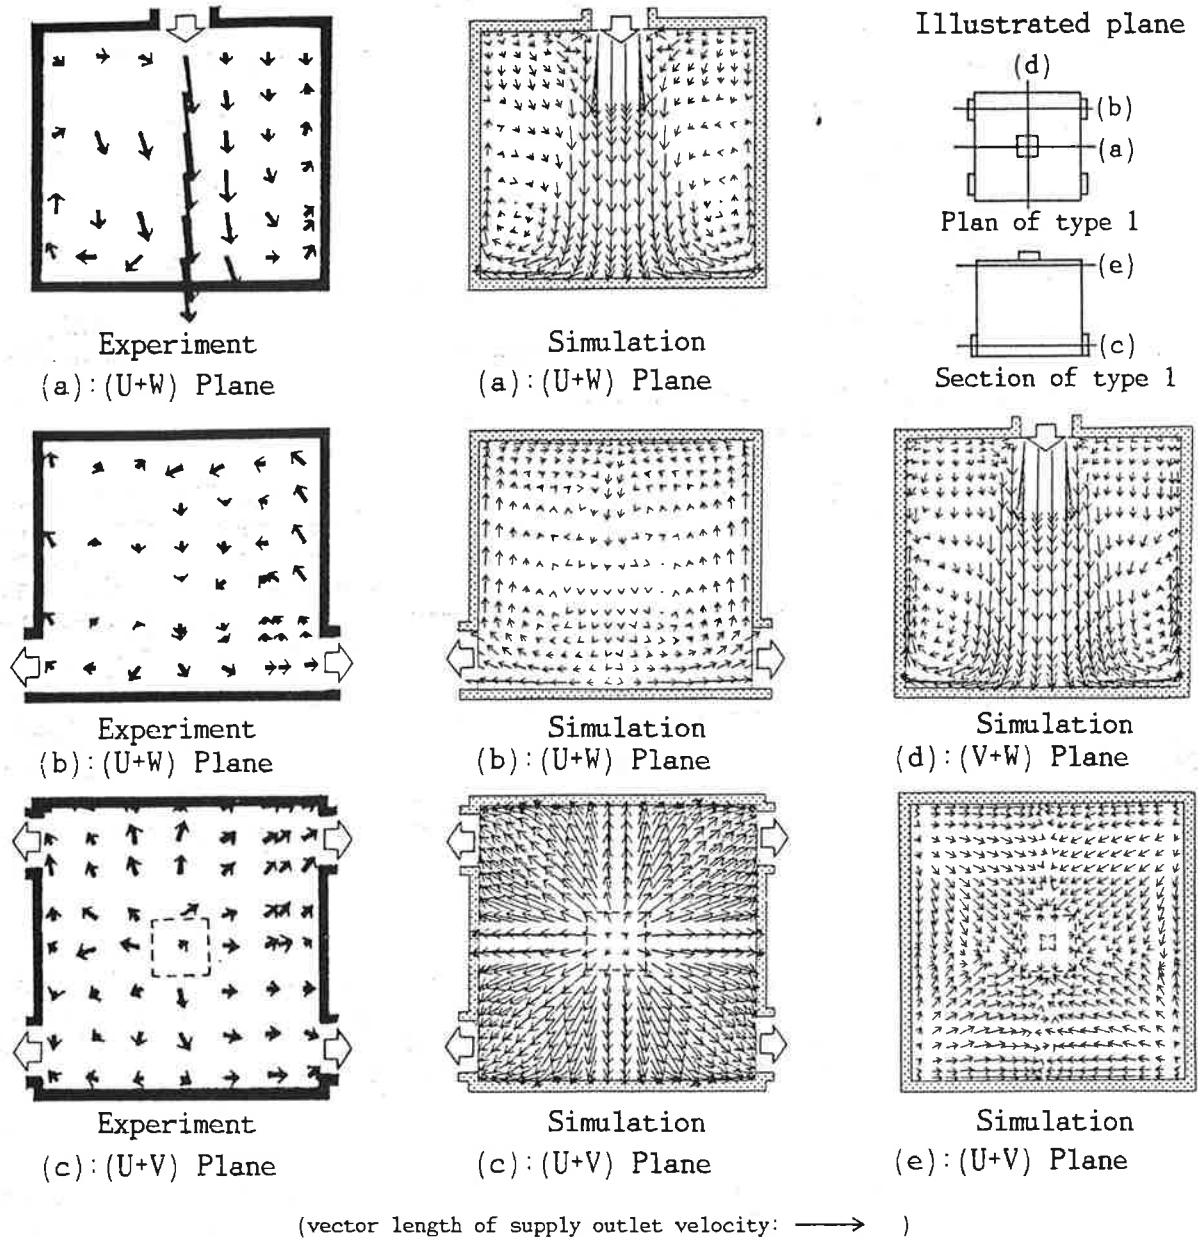 Illustrated plane
(d)
(b)
(a)
Plan of type 1
(e)
(c)
Section of type 1
Experiment
(a):(U+W) Plane
Simulation
(a):(U+W) Plane
Experiment
(b):(U+W) Plane
Simulation
(b):(U+W) Plane
Simulation
(d):(V+W) Plane
Experiment
(c):(U+V) Plane
Simulation
(c):(U+V) Plane
Simulation
(e):(U+V) Plane
(vector length of supply outlet velocity: ⟶ )